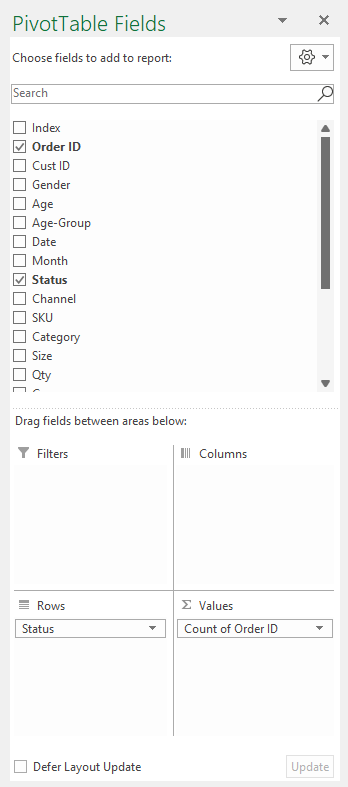 PivotTable Fields
Choose fields to add to report:
Search
Index
Order ID
Cust ID
Gender
Age
Age-Group
Date
Month
Status
Channel
SKU
Category
Size
Qty
Drag fields between areas below:
Filters
Columns
Rows
Values
Status
Count of Order ID
Defer Layout Update
Update